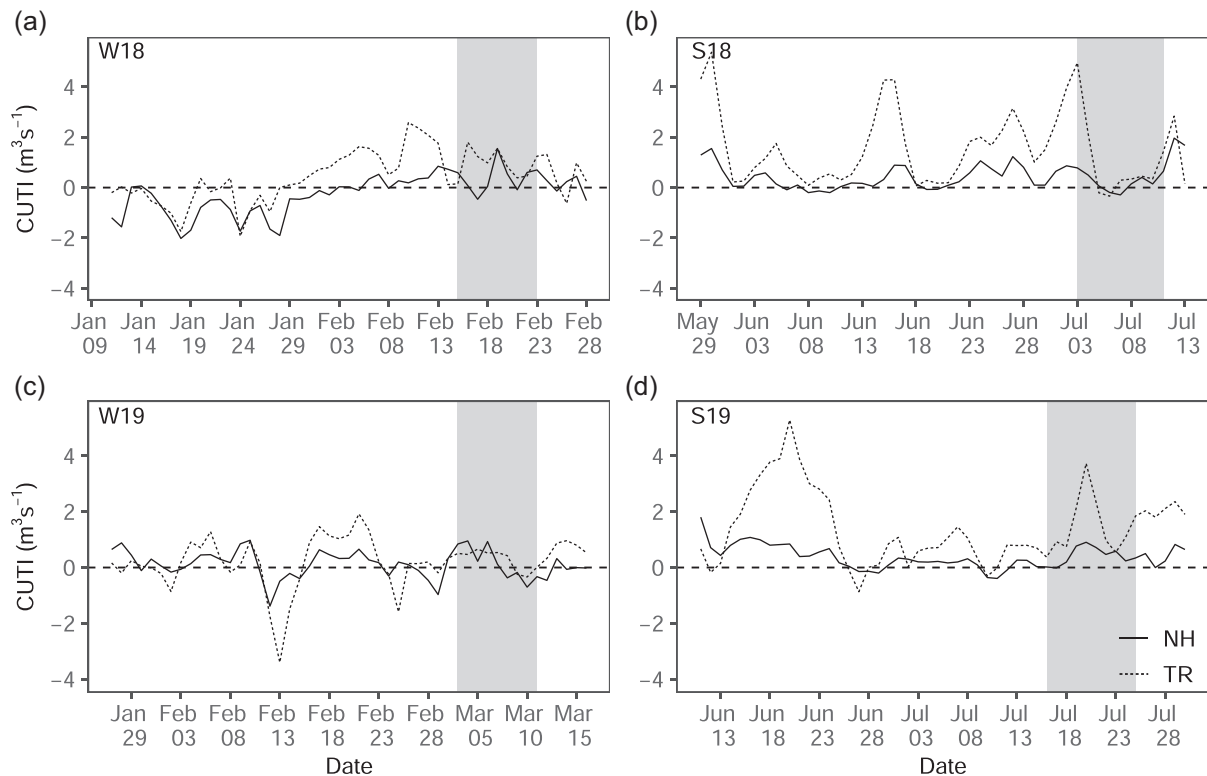 (a)
W18
CUTI (m³s⁻¹)
4
2
0
−2
−4
Jan Jan Jan Jan Jan Feb Feb Feb Feb Feb Feb
09 14 19 24 29 03 08 13 18 23 28
(b)
S18
4
2
0
−2
−4
May Jun Jun Jun Jun Jun Jun Jul Jul Jul
29 03 08 13 18 23 28 03 08 13
(c)
W19
CUTI (m³s⁻¹)
4
2
0
−2
−4
Jan Feb Feb Feb Feb Feb Feb Mar Mar Mar
29 03 08 13 18 23 28 05 10 15
Date
(d)
S19
4
2
0
−2
−4
NH
TR
Jun Jun Jun Jun Jul Jul Jul Jul Jul Jul
13 18 23 28 03 08 13 18 23 28
Date